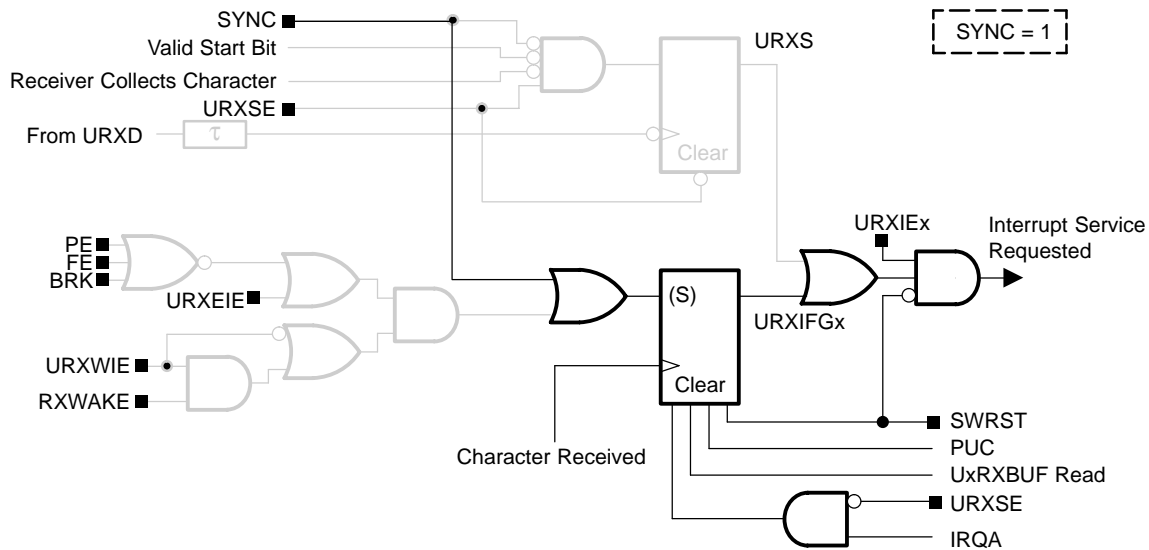 SYNC
SYNC = 1
Valid Start Bit
URXS
Receiver Collects Character
URXSE
From URXD
τ
Clear
PE
FE
BRK
URXEIE
URXWIE
RXWAKE
URXIEx
Interrupt Service
Requested
(S)
URXIFGx
Clear
Character Received
SWRST
PUC
UxRXBUF Read
URXSE
IRQA